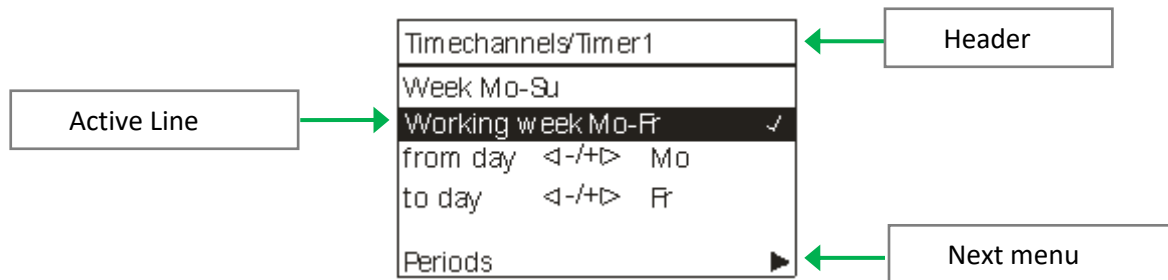 Timechannels/Timer1
Header
Week Mo-Su
Active Line
Working week Mo-Fr ✓
from day ◁-/+▷ Mo
to day ◁-/+▷ Fr
Periods ▶
Next menu